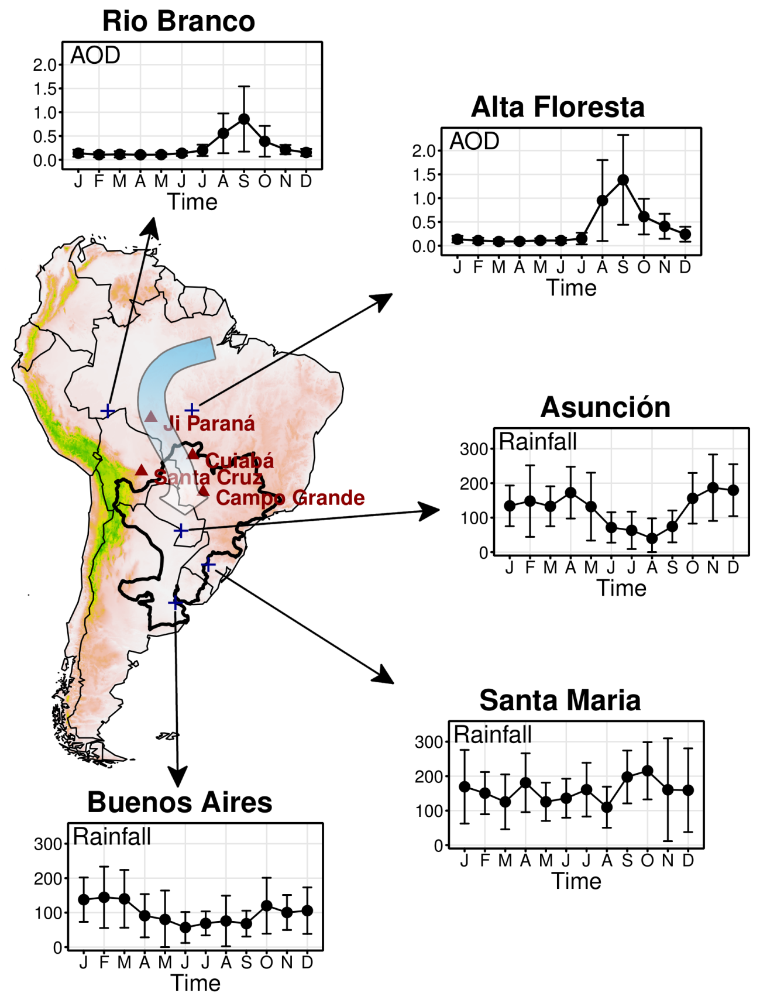 Rio Branco
AOD
2.0
1.5
1.0
0.5
0.0
J F M A M J J A S O N D
Time
Alta Floresta
AOD
2.0
1.5
1.0
0.5
0.0
J F M A M J J A S O N D
Time
Ji Paraná
Cuiabá
Santa Cruz
Campo Grande
Asunción
Rainfall
300
200
100
0
J F M A M J J A S O N D
Time
Santa Maria
Rainfall
300
200
100
0
J F M A M J J A S O N D
Time
Buenos Aires
Rainfall
300
200
100
0
J F M A M J J A S O N D
Time